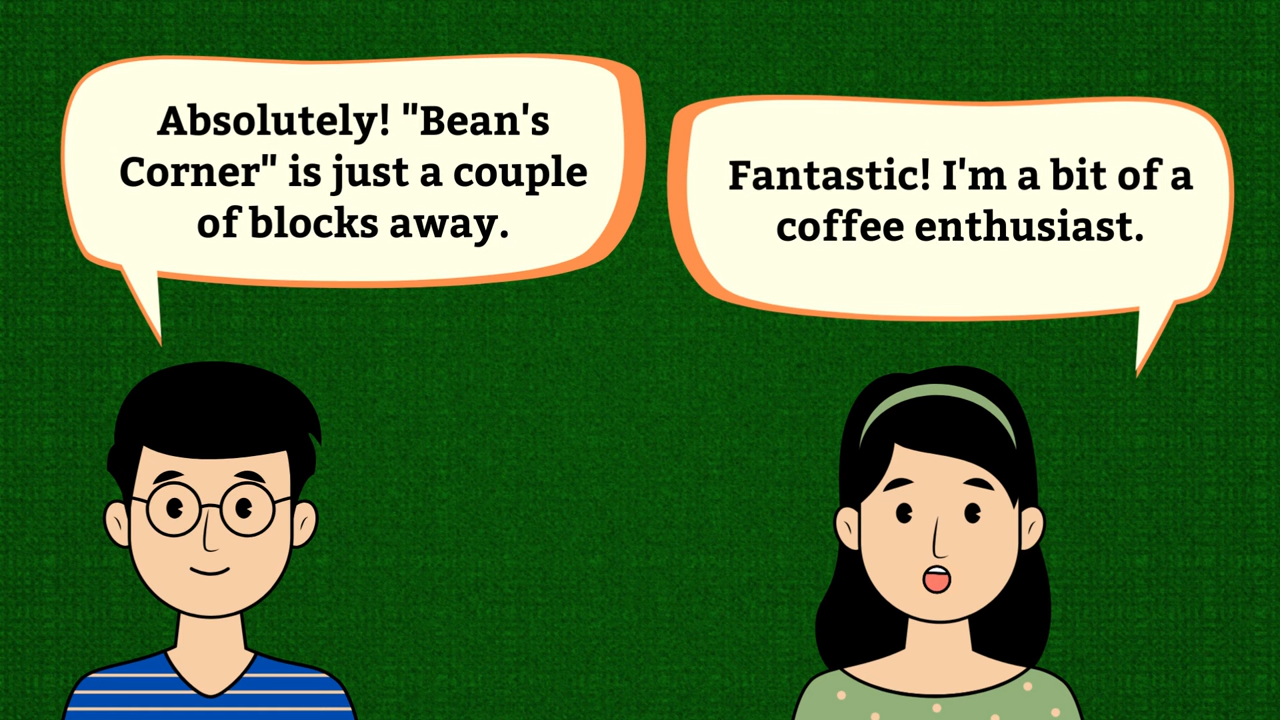 Absolutely! "Bean's
Corner" is just a couple
of blocks away.
Fantastic! I'm a bit of a
coffee enthusiast.